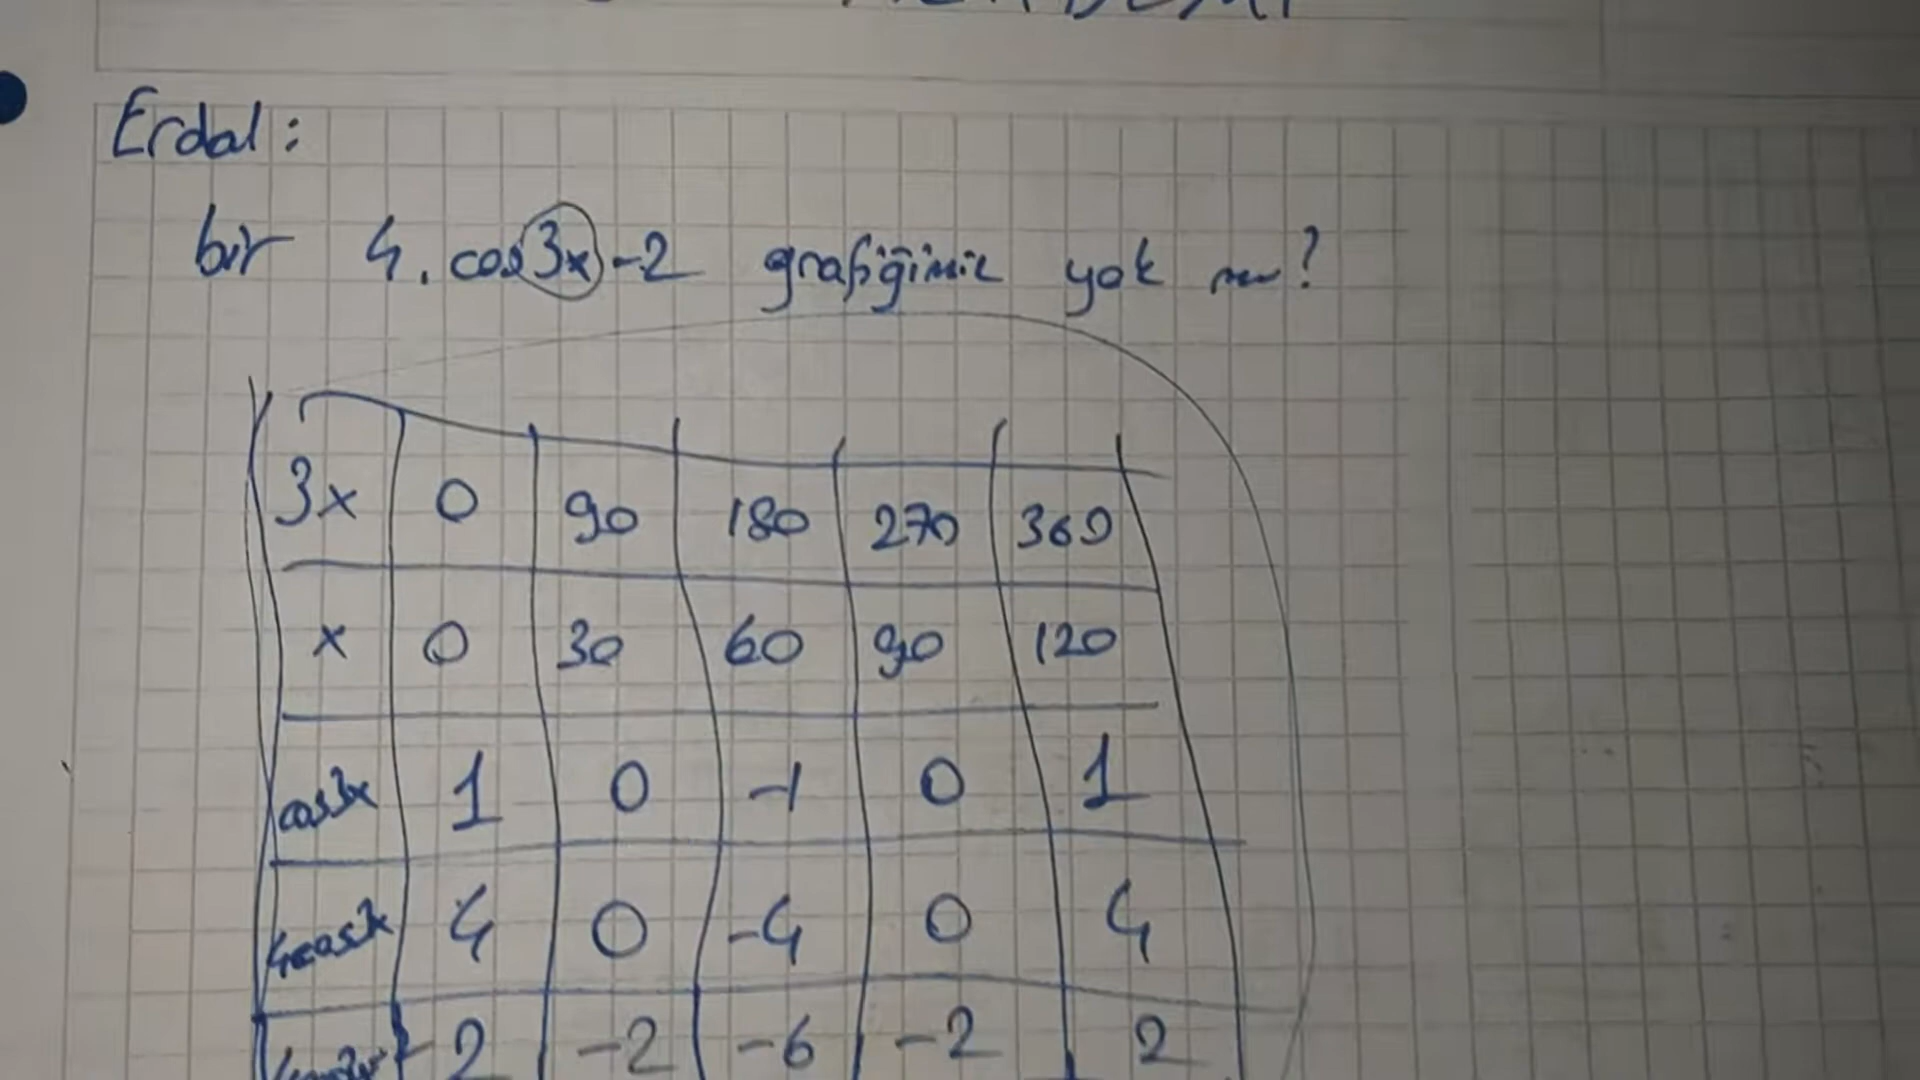 Erdal:
bir 4.cos3x-2 grafiğimiz yok mu?
3x 0 90 180 270 360
x 0 30 60 90 120
cos3x 1 0 -1 0 1
4cos3x 4 0 -4 0 4
2 -2 -6 -2 2